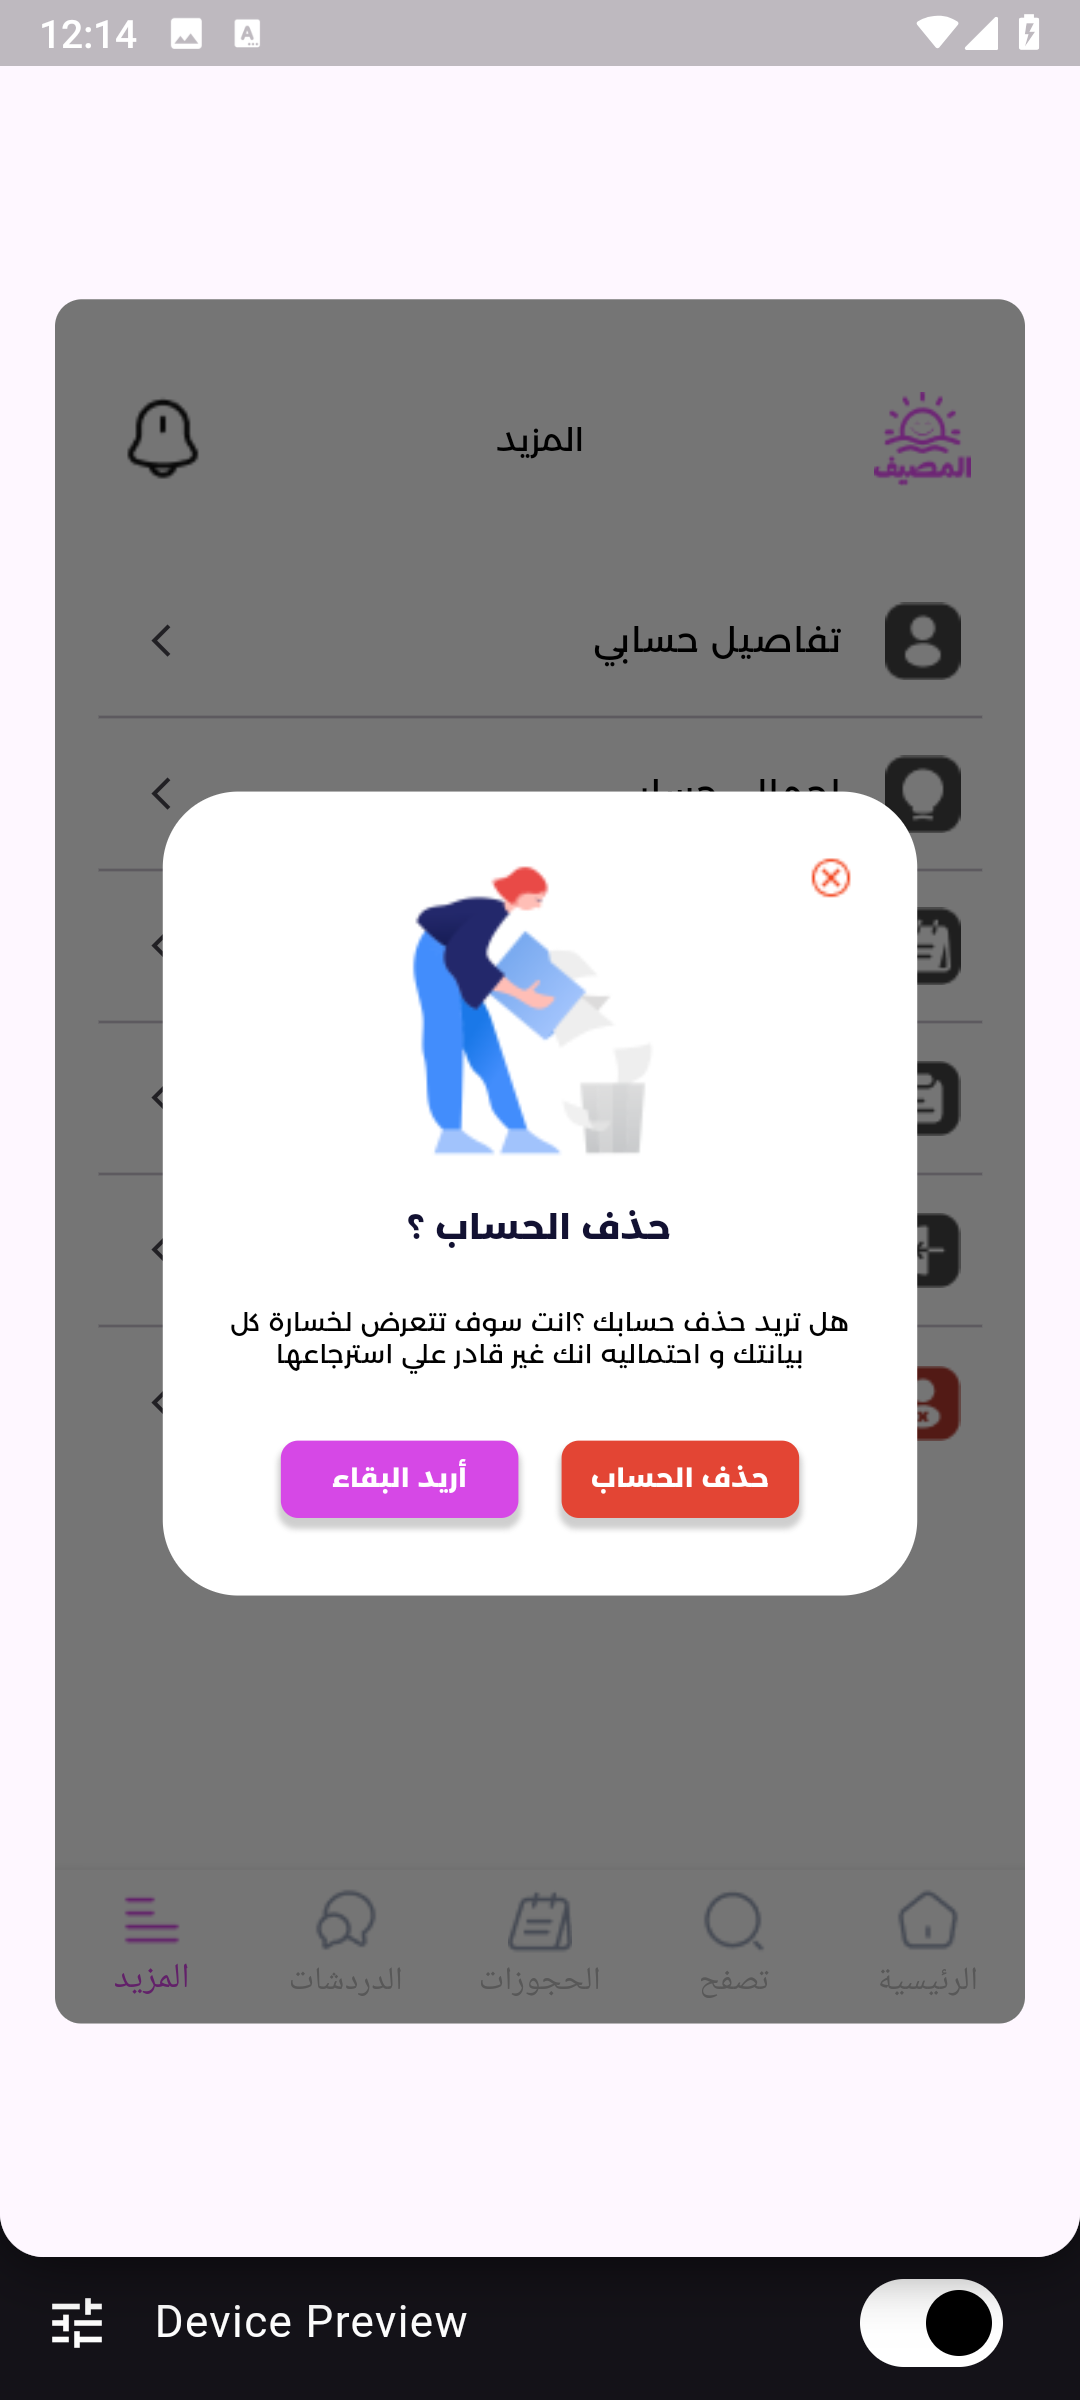 12:14
المزيد
المصيف
تفاصيل حسابي
حذف الحساب ؟
هل تريد حذف حسابك ؟انت سوف تتعرض لخسارة كل
بيانتك و احتماليه انك غير قادر علي استرجاعها
حذف الحساب
أريد البقاء
الرئيسية
تصفح
الحجوزات
الدردشات
المزيد
Device Preview